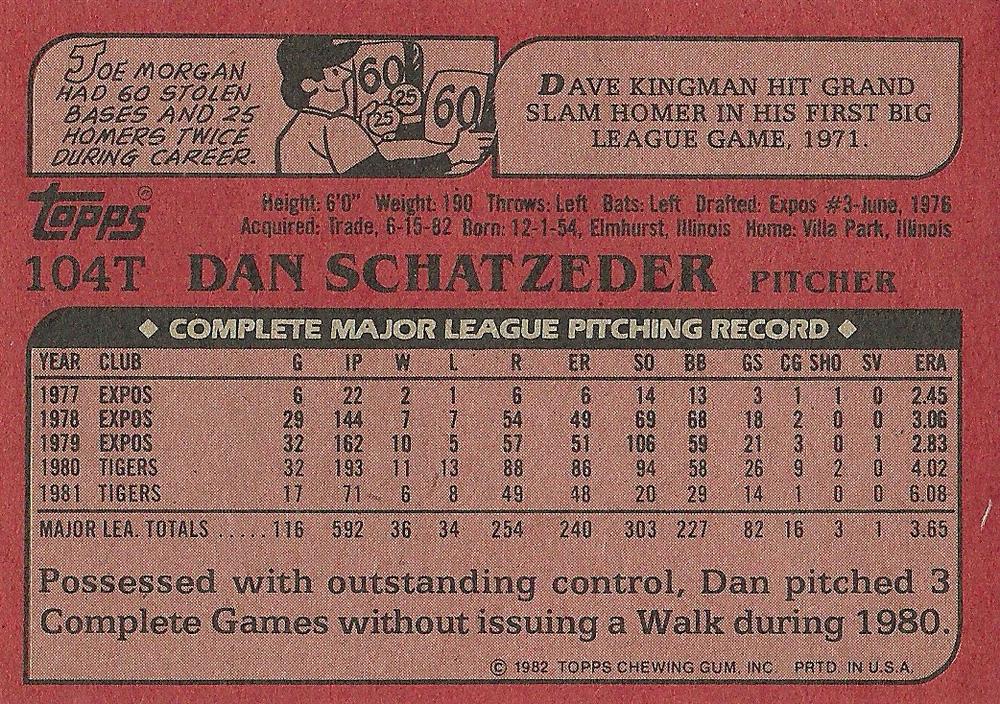 JOE MORGAN
HAD 60 STOLEN
BASES AND 25
HOMERS TWICE
DURING CAREER.
60
25
25
60
DAVE KINGMAN HIT GRAND
SLAM HOMER IN HIS FIRST BIG
LEAGUE GAME, 1971.
TOPPS ®
Height: 6'0" Weight: 190 Throws: Left Bats: Left Drafted: Expos #3-June, 1976
Acquired: Trade, 6-15-82 Born: 12-1-54, Elmhurst, Illinois Home: Villa Park, Illinois
104T DAN SCHATZEDER PITCHER
◆ COMPLETE MAJOR LEAGUE PITCHING RECORD ◆
YEAR CLUB G IP W L R ER SO BB GS CG SHO SV ERA
1977 EXPOS 6 22 2 1 6 6 14 13 3 1 1 0 2.45
1978 EXPOS 29 144 7 7 54 49 69 68 18 2 0 0 3.06
1979 EXPOS 32 162 10 5 57 51 106 59 21 3 0 1 2.83
1980 TIGERS 32 193 11 13 88 86 94 58 26 9 2 0 4.02
1981 TIGERS 17 71 6 8 49 48 20 29 14 1 0 0 6.08
MAJOR LEA. TOTALS ..... 116 592 36 34 254 240 303 227 82 16 3 1 3.65
Possessed with outstanding control, Dan pitched 3
Complete Games without issuing a Walk during 1980.
© 1982 TOPPS CHEWING GUM, INC. PRTD. IN U.S.A.